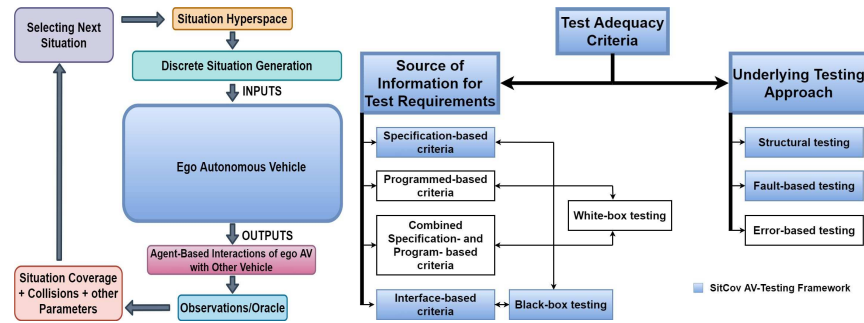 Selecting Next
Situation
Situation Hyperspace
Discrete Situation Generation
INPUTS
Ego Autonomous Vehicle
OUTPUTS
Agent-Based Interactions of ego AV
with Other Vehicle
Situation Coverage
+ Collisions + other
Parameters
Observations/Oracle
Test Adequacy
Criteria
Source of
Information for
Test Requirements
Underlying Testing
Approach
Specification-based
criteria
Programmed-based
criteria
Combined
Specification- and
Program- based
criteria
Interface-based
criteria
White-box testing
Black-box testing
Structural testing
Fault-based testing
Error-based testing
SitCov AV-Testing Framework